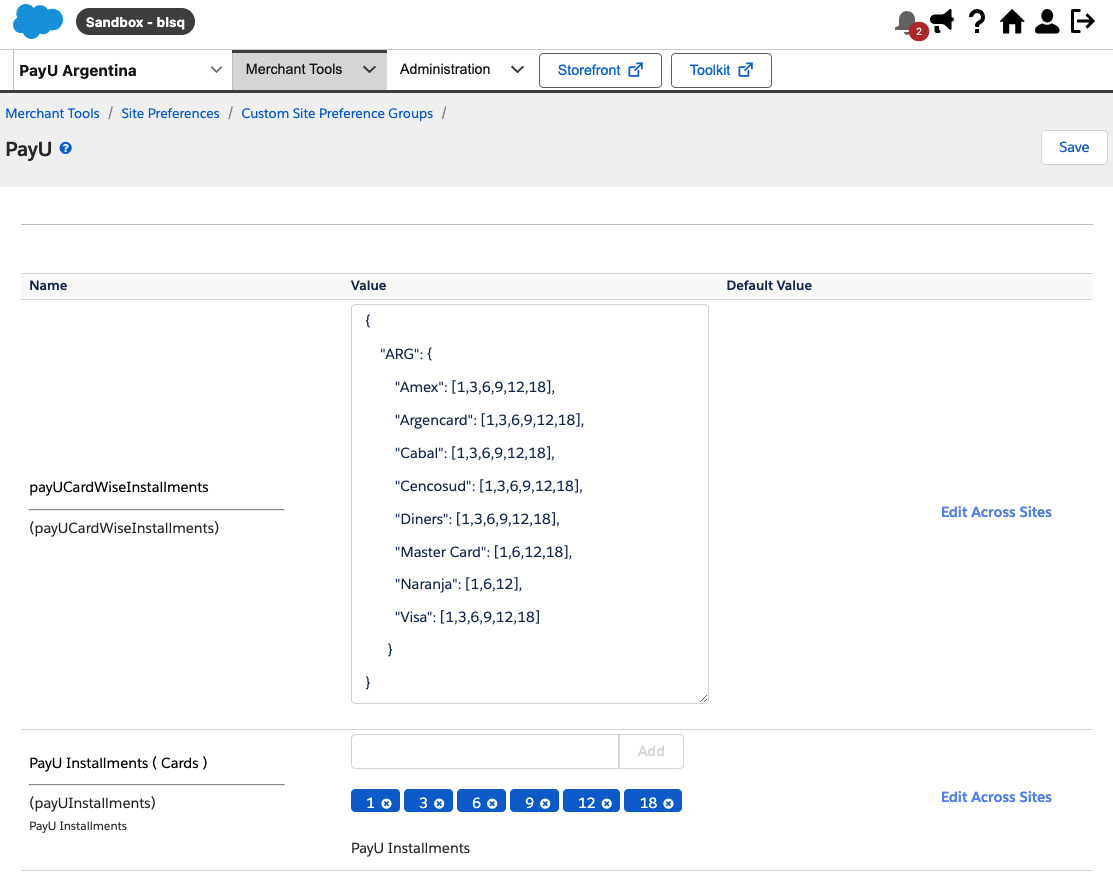 Sandbox - blsq
2
PayU Argentina
Merchant Tools
Administration
Storefront
Toolkit
Merchant Tools / Site Preferences / Custom Site Preference Groups /
PayU
Save
Name Value Default Value
payUCardWiseInstallments
(payUCardWiseInstallments)
{
"ARG": {
"Amex": [1,3,6,9,12,18],
"Argencard": [1,3,6,9,12,18],
"Cabal": [1,3,6,9,12,18],
"Cencosud": [1,3,6,9,12,18],
"Diners": [1,3,6,9,12,18],
"Master Card": [1,6,12,18],
"Naranja": [1,6,12],
"Visa": [1,3,6,9,12,18]
}
}
Edit Across Sites
PayU Installments ( Cards )
(payUInstallments)
PayU Installments
Add
1 3 6 9 12 18
PayU Installments
Edit Across Sites